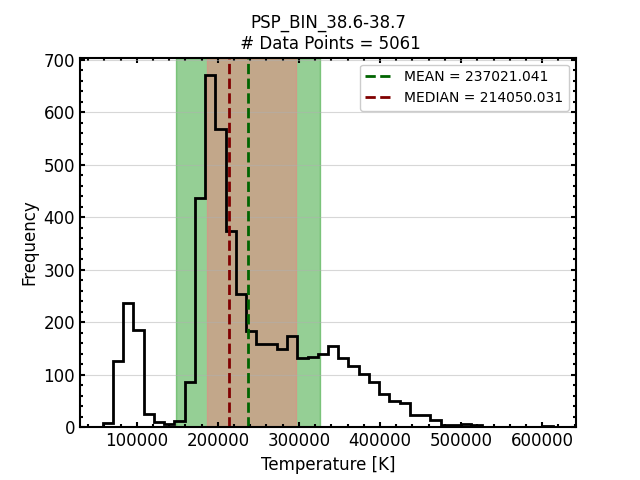 PSP_BIN_38.6-38.7
# Data Points = 5061
MEAN = 237021.041
MEDIAN = 214050.031
700
600
500
400
300
200
100
0
Frequency
100000 200000 300000 400000 500000 600000
Temperature [K]